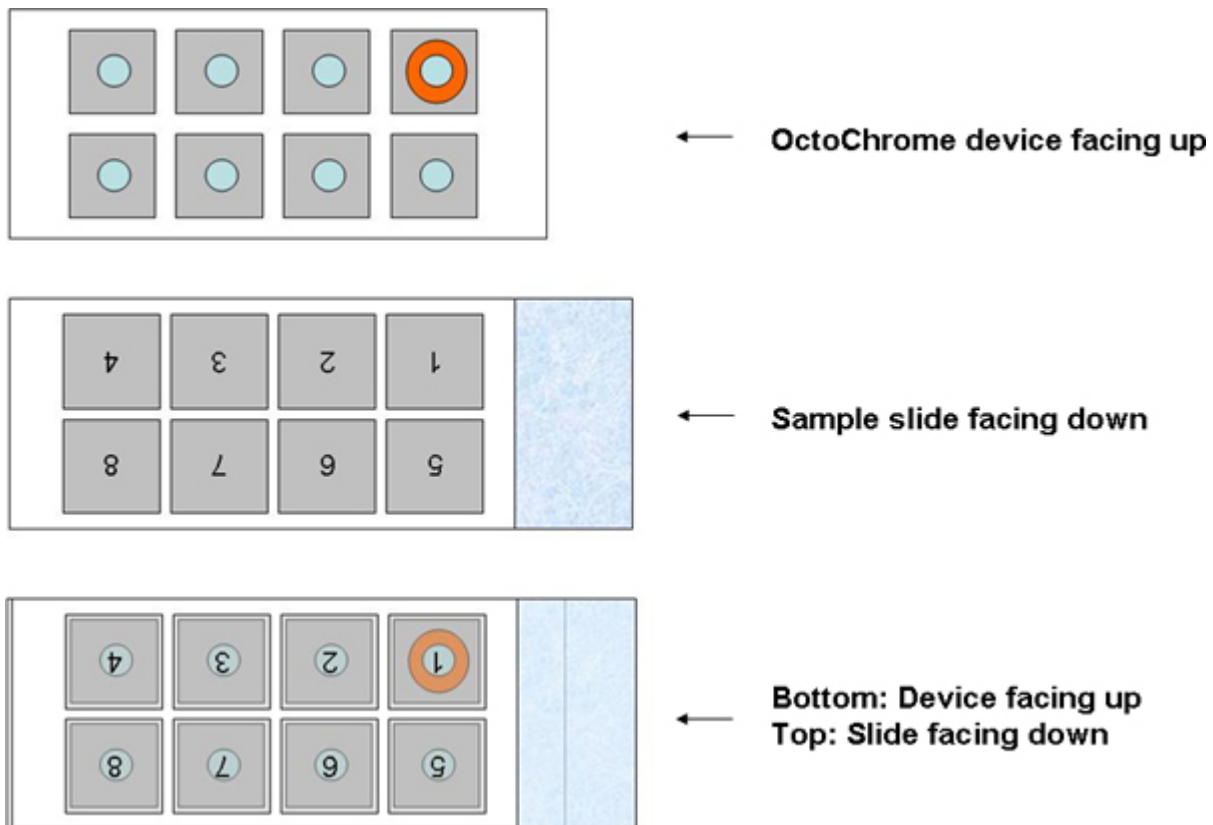 OctoChrome device facing up
4 3 2 1
8 7 6 5
Sample slide facing down
4 3 2 1
8 7 6 5
Bottom: Device facing up
Top: Slide facing down